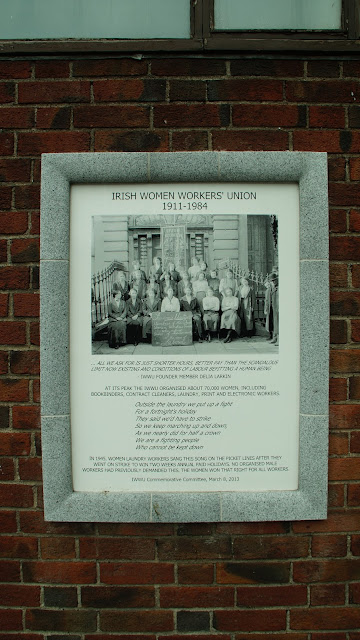 IRISH WOMEN WORKERS' UNION
1911-1984
... ALL WE ASK FOR IS JUST SHORTER HOURS, BETTER PAY THAN THE SCANDALOUS
LIMIT NOW EXISTING AND CONDITIONS OF LABOUR BEFITTING A HUMAN BEING
- IWWU FOUNDER MEMBER DELIA LARKIN
AT ITS PEAK THE IWWU ORGANISED ABOUT 70,000 WOMEN, INCLUDING
BOOKBINDERS, CONTRACT CLEANERS, LAUNDRY, PRINT AND ELECTRONIC WORKERS.
Outside the laundry we put up a fight
For a fortnight's holiday
They said we'd have to strike
So we keep marching up and down,
As we nearly did for half a crown
We are a fighting people
Who cannot be kept down
IN 1945, WOMEN LAUNDRY WORKERS SANG THIS SONG ON THE PICKET LINES AFTER THEY
WENT ON STRIKE TO WIN TWO WEEKS ANNUAL PAID HOLIDAYS. NO ORGANISED MALE
WORKERS HAD PREVIOUSLY DEMANDED THIS. THE WOMEN WON THAT RIGHT FOR ALL WORKERS.
IWWU Commemorative Committee, March 8, 2013